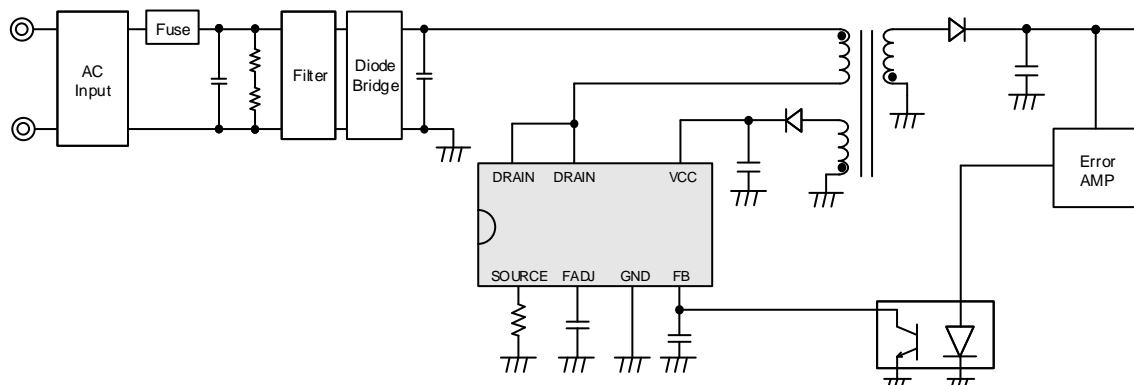 Fuse
AC
Input
Filter
Diode
Bridge
DRAIN DRAIN VCC
Error
AMP
SOURCE FADJ GND FB